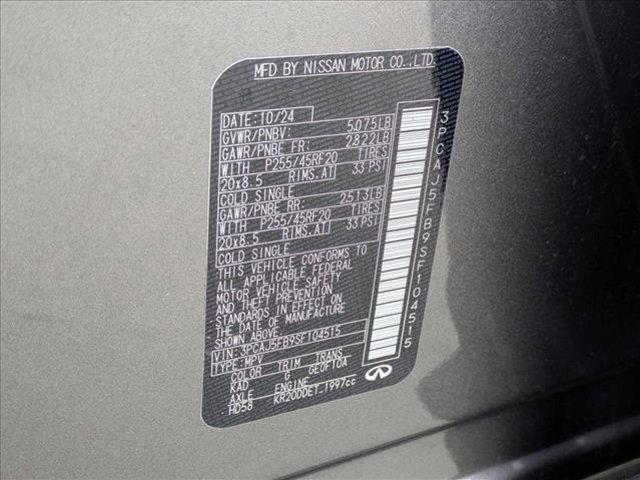 MFD BY NISSAN MOTOR CO.,LTD.
DATE: 10/24
GVWR/PNBV: 5,075LB
GAWR/PNBE FR: 2822LB
WITH P255/45RF20 TIRES
20x8.5 RIMS.AT 33 PSI
COLD SINGLE
GAWR/PNBE RR: 2513LB
WITH P255/45RF20 TIRES
20x8.5 RIMS.AT 33 PSI
COLD SINGLE
THIS VEHICLE CONFORMS TO
ALL APPLICABLE FEDERAL
MOTOR VEHICLE SAFETY
AND THEFT PREVENTION
STANDARDS IN EFFECT ON
THE DATE OF MANUFACTURE
SHOWN ABOVE.
VIN: 3PCAJ5FB9SF104515
TYPE: MPV
COLOR TRIM TRANS
KAD G GE0F10A
AXLE ENGINE
HD58 KR20DDET 1997cc
3PCAJ5FB9SF104515